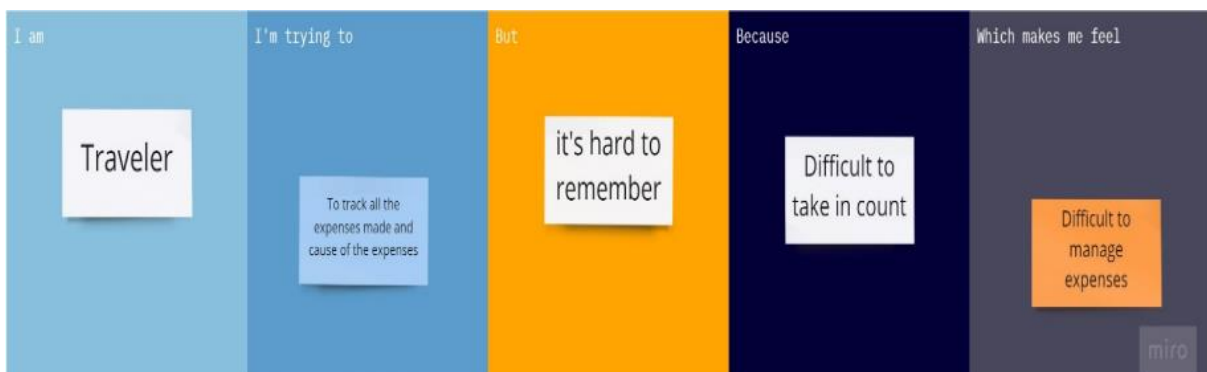 I am
Traveler
I'm trying to
To track all the
expenses made and
cause of the expenses
But
it's hard to
remember
Because
Difficult to
take in count
Which makes me feel
Difficult to
manage
expenses
miro